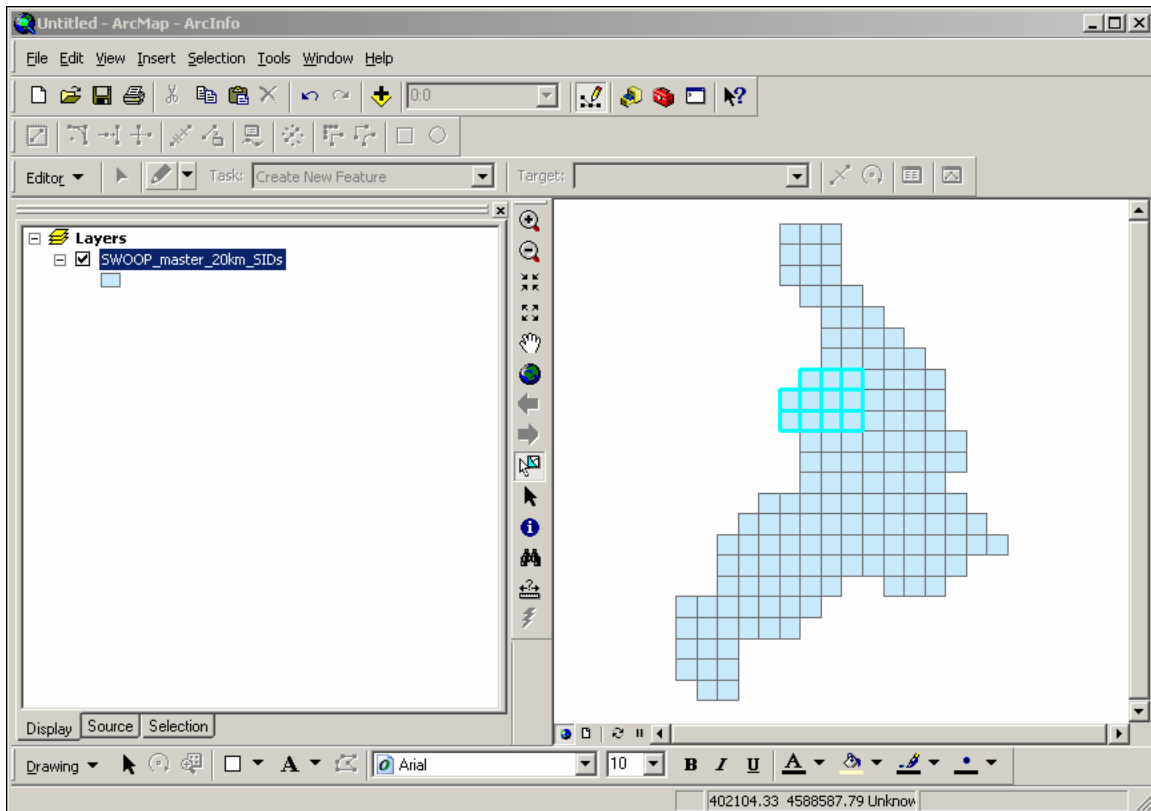 Untitled - ArcMap - ArcInfo
File Edit View Insert Selection Tools Window Help
0:0
Editor Task: Create New Feature Target:
Layers
SWOOP_master_20km_SIDs
Display Source Selection
Drawing A Arial 10 B I U A
402104.33 4588587.79 Unknow